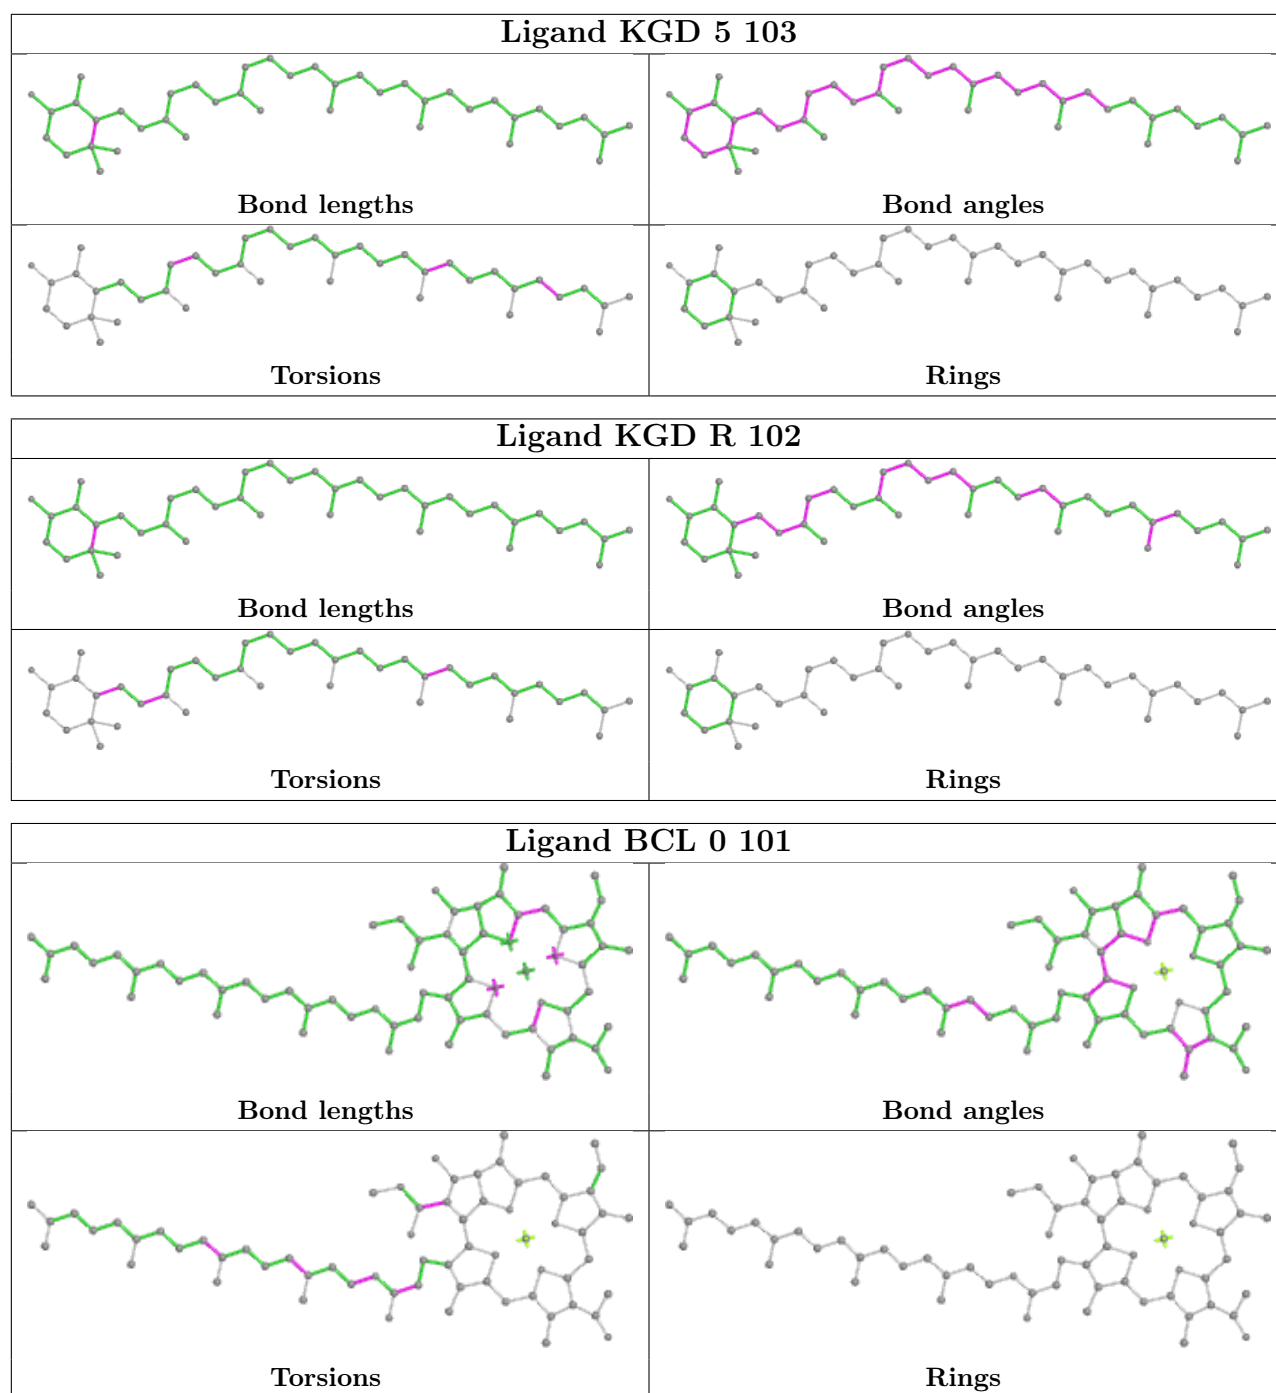 Ligand KGD 5 103
Bond lengths
Bond angles
Torsions
Rings
Ligand KGD R 102
Bond lengths
Bond angles
Torsions
Rings
Ligand BCL 0 101
Bond lengths
Bond angles
Torsions
Rings